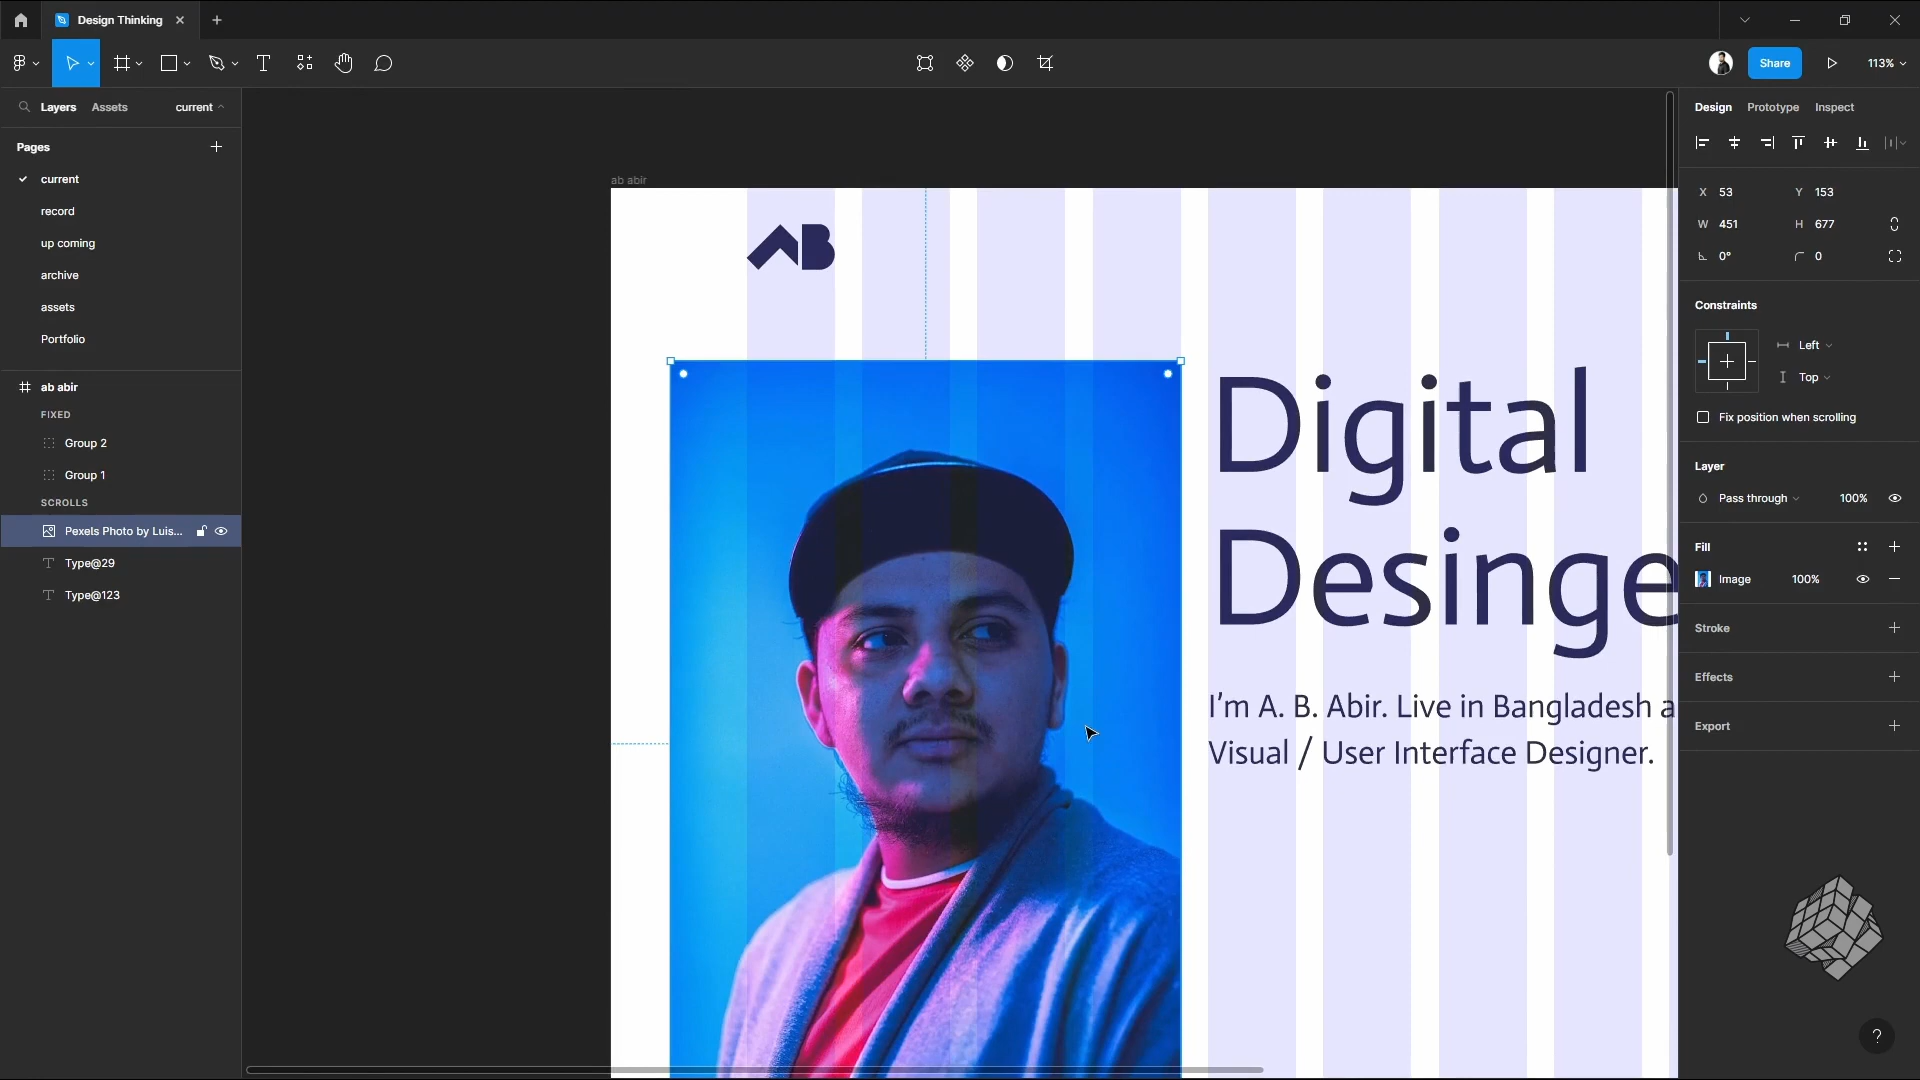 Design Thinking
Share
113%
Layers
Assets
current
Design
Prototype
Inspect
Pages
current
record
up coming
archive
assets
Portfolio
ab abir
FIXED
Group 2
Group 1
SCROLLS
Pexels Photo by Luis...
Type@29
Type@123
ab abir
AB
Digital
Desinge
I'm A. B. Abir. Live in Bangladesh a
Visual / User Interface Designer.
X 53
Y 153
W 451
H 677
0°
0
Constraints
Left
Top
Fix position when scrolling
Layer
Pass through
100%
Fill
Image
100%
Stroke
Effects
Export
?